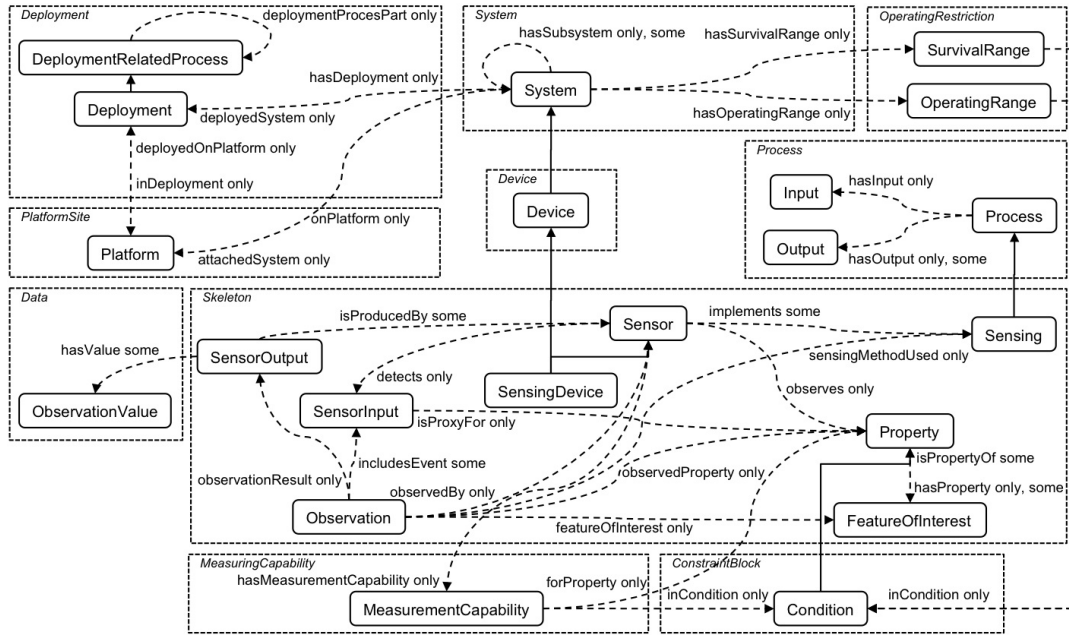 Deployment
deploymentProcesPart only
DeploymentRelatedProcess
Deployment
hasDeployment only
deployedSystem only
deployedOnPlatform only
inDeployment only
System
hasSubsystem only, some
System
hasSurvivalRange only
hasOperatingRange only
OperatingRestriction
SurvivalRange
OperatingRange
Process
hasInput only
Input
Process
Output
hasOutput only, some
Device
Device
PlatformSite
onPlatform only
Platform
attachedSystem only
Data
hasValue some
ObservationValue
Skeleton
isProducedBy some
Sensor
implements some
Sensing
SensorOutput
sensingMethodUsed only
detects only
SensingDevice
observes only
SensorInput
isProxyFor only
Property
isPropertyOf some
includesEvent some
observationResult only
observedBy only
observedProperty only
hasProperty only, some
Observation
featureOfInterest only
FeatureOfInterest
MeasuringCapability
hasMeasurementCapability only
forProperty only
MeasurementCapability
ConstraintBlock
inCondition only
Condition
inCondition only